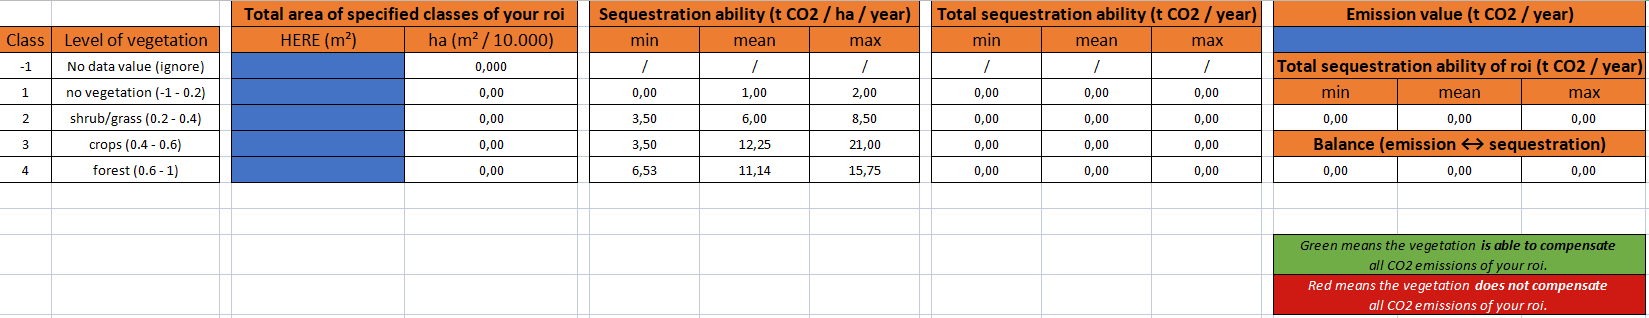 Total area of specified classes of your roi Sequestration ability (t CO2 / ha / year) Total sequestration ability (t CO2 / year) Emission value (t CO2 / year)
Class Level of vegetation HERE (m²) ha (m² / 10.000) min mean max min mean max
-1 No data value (ignore) 0,000 / / / / / / Total sequestration ability of roi (t CO2 / year)
1 no vegetation (-1 - 0.2) 0,00 0,00 1,00 2,00 0,00 0,00 0,00 min mean max
2 shrub/grass (0.2 - 0.4) 0,00 3,50 6,00 8,50 0,00 0,00 0,00 0,00 0,00 0,00
3 crops (0.4 - 0.6) 0,00 3,50 12,25 21,00 0,00 0,00 0,00 Balance (emission ↔ sequestration)
4 forest (0.6 - 1) 0,00 6,53 11,14 15,75 0,00 0,00 0,00 0,00 0,00 0,00
Green means the vegetation is able to compensate
all CO2 emissions of your roi.
Red means the vegetation does not compensate
all CO2 emissions of your roi.